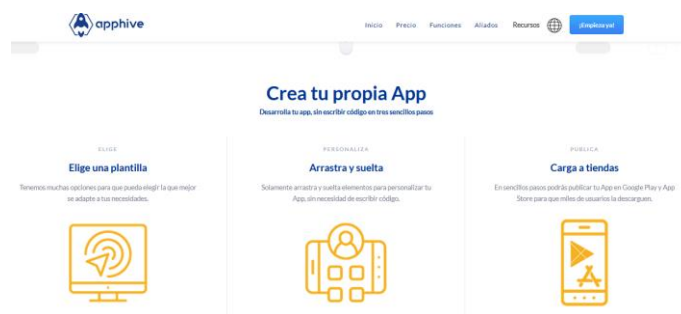 apphive
Inicio Precio Funciones Aliados Recursos ¡Empieza ya!
Crea tu propia App
Desarrolla tu app, sin escribir código en tres sencillos pasos
ELIGE
Elige una plantilla
Tenemos muchas opciones para que pueda elegir la que mejor
se adapte a tus necesidades.
PERSONALIZA
Arrastra y suelta
Solamente arrastra y suelta elementos para personalizar tu
App, sin necesidad de escribir código.
PUBLICA
Carga a tiendas
En sencillos pasos podrás publicar tu App en Google Play y App
Store para que miles de usuarios la descarguen.